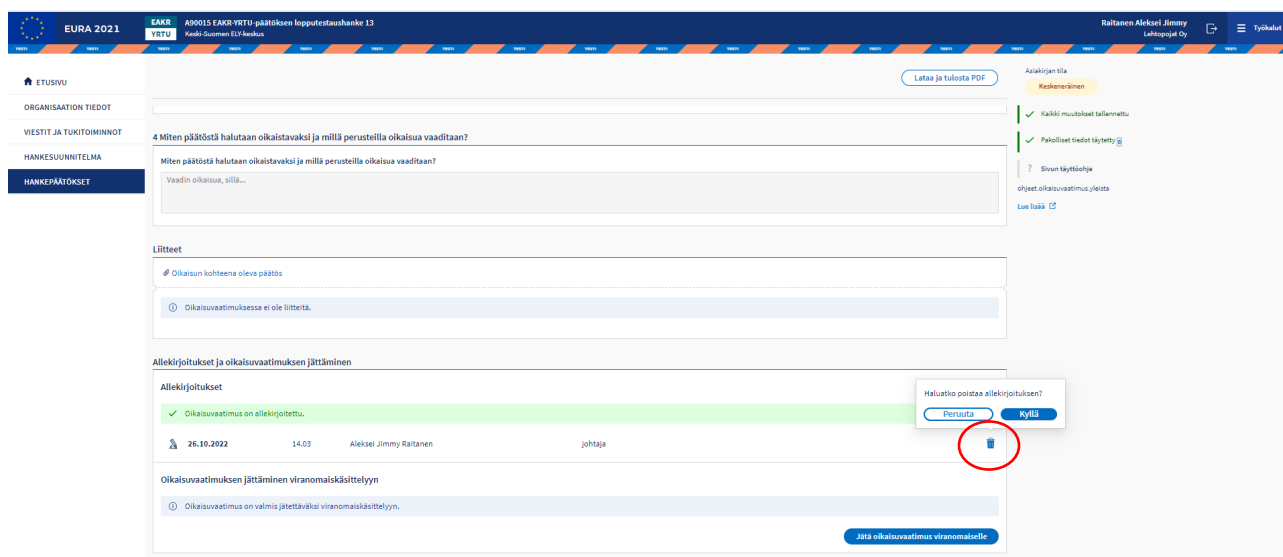 EURA 2021
EAKR A90015 EAKR-YRTU-päätöksen lopputestaushanke 13
YRTU Keski-Suomen ELY-keskus
Raitanen Aleksei Jimmy
Lehtopojat Oy
Työkalut
ETUSIVU
ORGANISAATION TIEDOT
VIESTIT JA TUKITOIMINNOT
HANKESUUNNITELMA
HANKEPÄÄTÖKSET
Lataa ja tulosta PDF
4 Miten päätöstä halutaan oikaistavaksi ja millä perusteilla oikaisua vaaditaan?
Miten päätöstä halutaan oikaistavaksi ja millä perusteilla oikaisua vaaditaan?
Vaadin oikaisua, sillä...
Liitteet
Oikaisun kohteena oleva päätös
Oikaisuvaatimuksessa ei ole liitteitä.
Allekirjoitukset ja oikaisuvaatimuksen jättäminen
Allekirjoitukset
Oikaisuvaatimus on allekirjoitettu.
26.10.2022 14.03 Aleksei Jimmy Raitanen johtaja
Haluatko poistaa allekirjoituksen?
Peruuta Kyllä
Oikaisuvaatimuksen jättäminen viranomaiskäsittelyyn
Oikaisuvaatimus on valmis jätettäväksi viranomaiskäsittelyyn.
Jätä oikaisuvaatimus viranomaiselle
Asiakirjan tila
Keskeneräinen
Kaikki muutokset tallennettu
Pakolliset tiedot täytetty
? Sivun täyttöohje
ohjeet.oikaisuvaatimus.yleista
Lue lisää